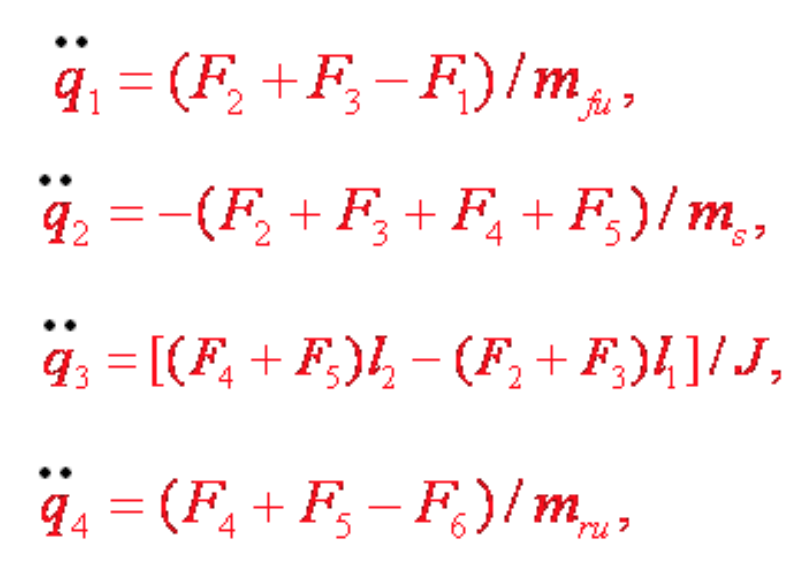 q̈₁ = (F₂ + F₃ − F₁) / m_fu,
q̈₂ = −(F₂ + F₃ + F₄ + F₅) / m_s,
q̈₃ = [(F₄ + F₅)l₂ − (F₂ + F₃)l₁] / J,
q̈₄ = (F₄ + F₅ − F₆) / m_ru,